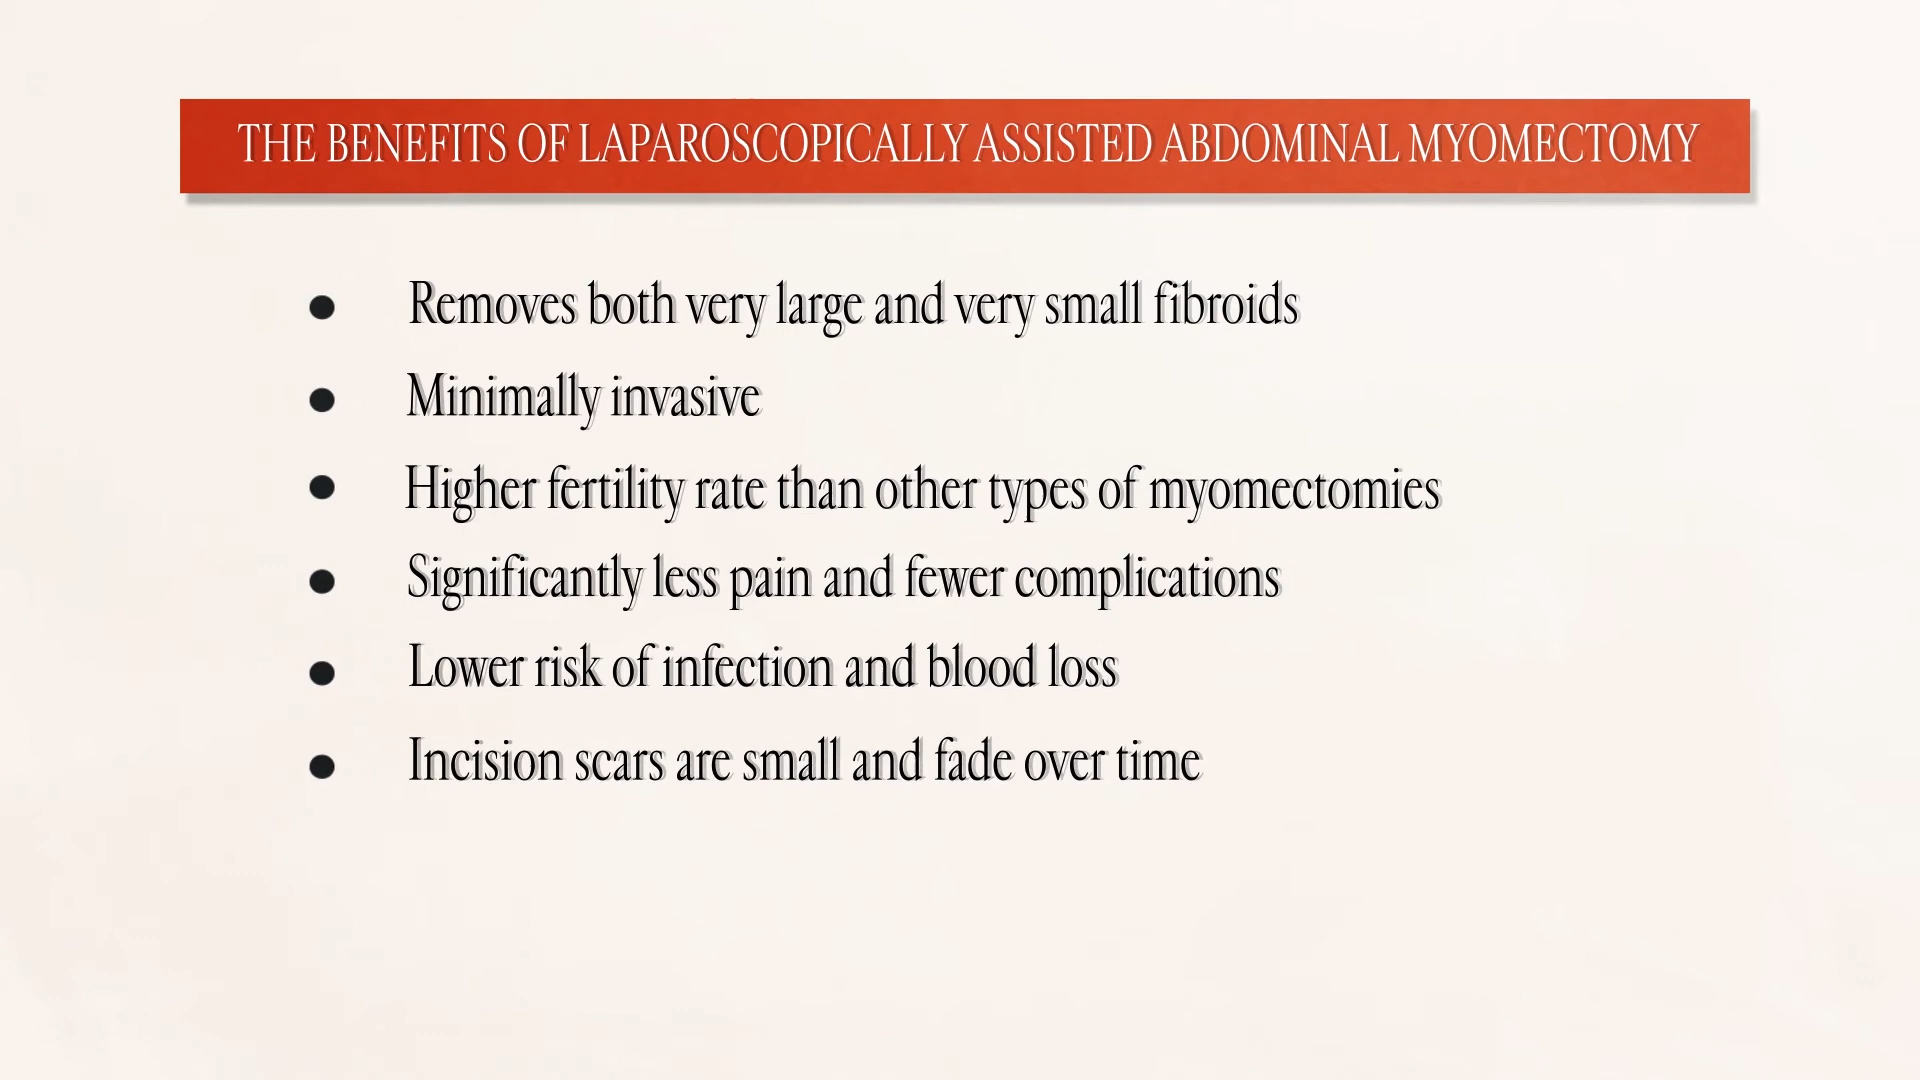 THE BENEFITS OF LAPAROSCOPICALLY ASSISTED ABDOMINAL MYOMECTOMY
● Removes both very large and very small fibroids
● Minimally invasive
● Higher fertility rate than other types of myomectomies
● Significantly less pain and fewer complications
● Lower risk of infection and blood loss
● Incision scars are small and fade over time